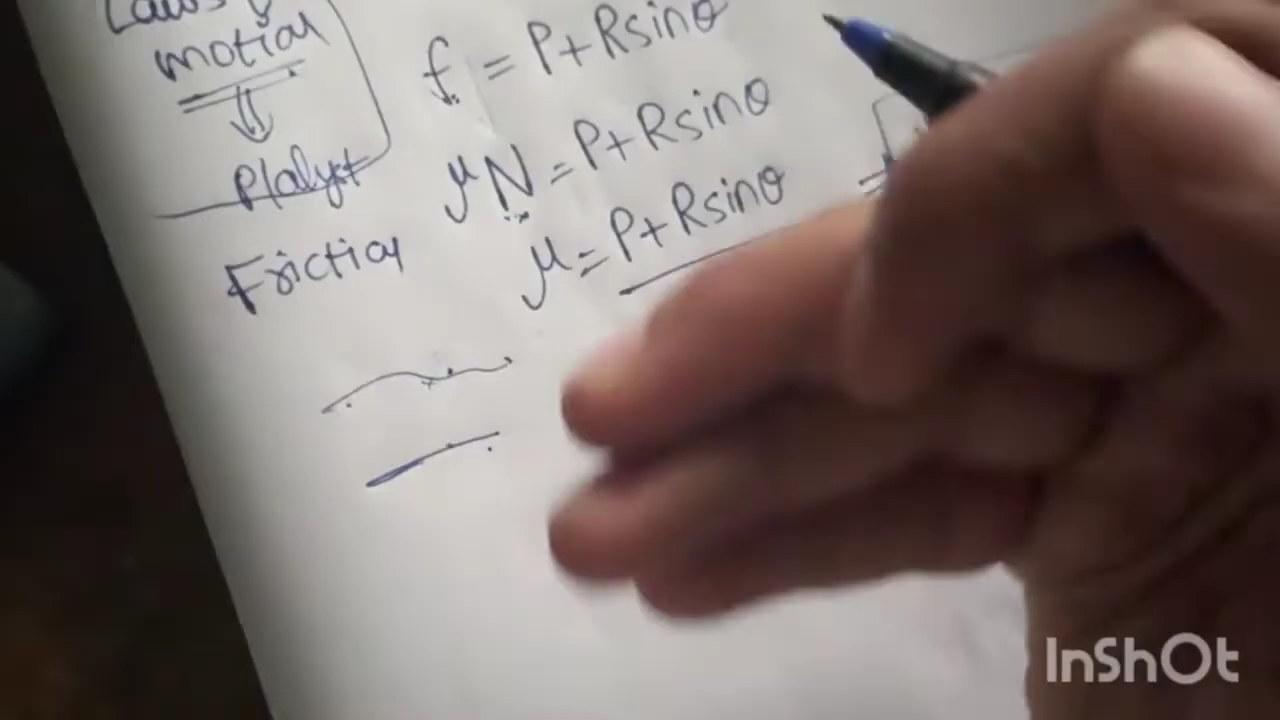 Laws of
motion
Playlist
Friction
f = P+Rsinθ
μN = P+Rsinθ
μ = P+Rsinθ
InShOt